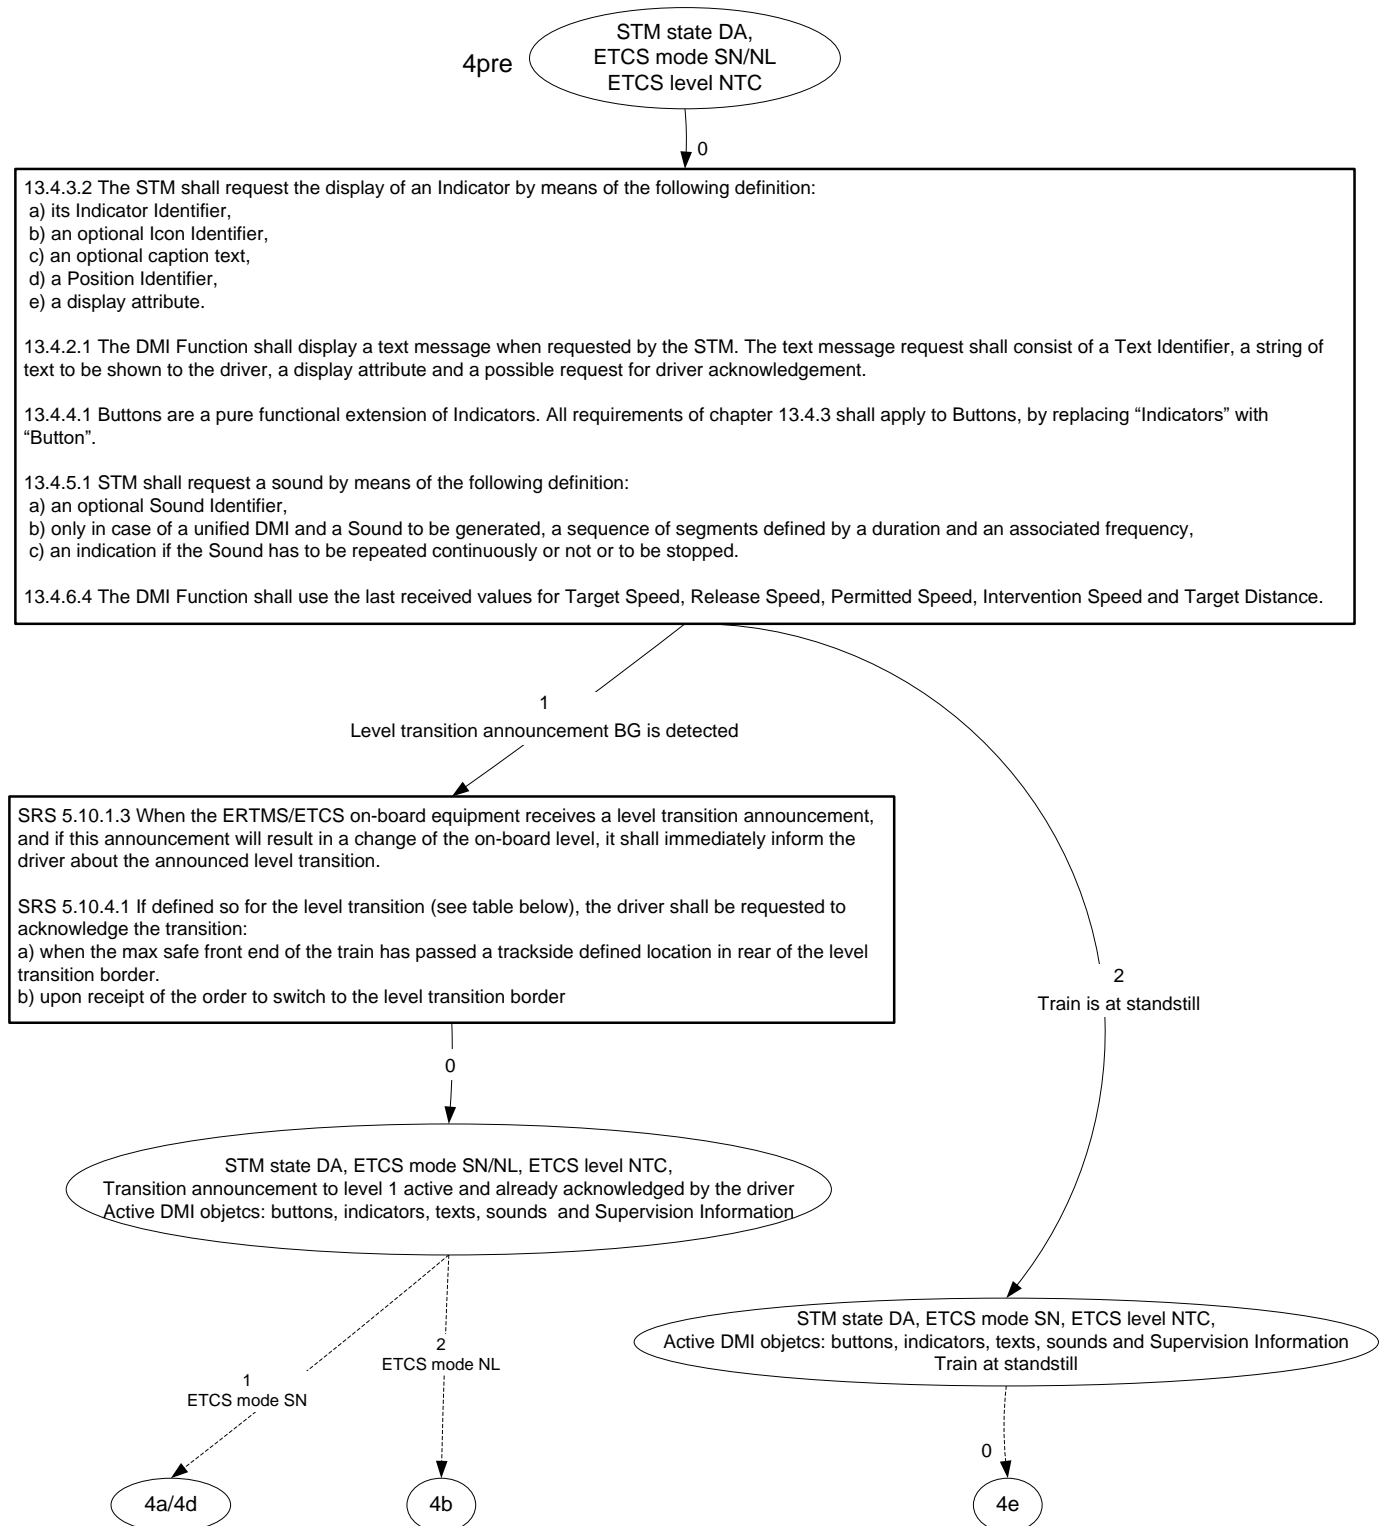 4pre
STM state DA,
ETCS mode SN/NL
ETCS level NTC
0
13.4.3.2 The STM shall request the display of an Indicator by means of the following definition:
a) its Indicator Identifier,
b) an optional Icon Identifier,
c) an optional caption text,
d) a Position Identifier,
e) a display attribute.
13.4.2.1 The DMI Function shall display a text message when requested by the STM. The text message request shall consist of a Text Identifier, a string of
text to be shown to the driver, a display attribute and a possible request for driver acknowledgement.
13.4.4.1 Buttons are a pure functional extension of Indicators. All requirements of chapter 13.4.3 shall apply to Buttons, by replacing “Indicators” with
“Button”.
13.4.5.1 STM shall request a sound by means of the following definition:
a) an optional Sound Identifier,
b) only in case of a unified DMI and a Sound to be generated, a sequence of segments defined by a duration and an associated frequency,
c) an indication if the Sound has to be repeated continuously or not or to be stopped.
13.4.6.4 The DMI Function shall use the last received values for Target Speed, Release Speed, Permitted Speed, Intervention Speed and Target Distance.
1
Level transition announcement BG is detected
SRS 5.10.1.3 When the ERTMS/ETCS on-board equipment receives a level transition announcement,
and if this announcement will result in a change of the on-board level, it shall immediately inform the
driver about the announced level transition.
SRS 5.10.4.1 If defined so for the level transition (see table below), the driver shall be requested to
acknowledge the transition:
a) when the max safe front end of the train has passed a trackside defined location in rear of the level
transition border.
b) upon receipt of the order to switch to the level transition border
2
Train is at standstill
0
STM state DA, ETCS mode SN/NL, ETCS level NTC,
Transition announcement to level 1 active and already acknowledged by the driver
Active DMI objetcs: buttons, indicators, texts, sounds and Supervision Information
STM state DA, ETCS mode SN, ETCS level NTC,
Active DMI objetcs: buttons, indicators, texts, sounds and Supervision Information
Train at standstill
2
ETCS mode NL
1
ETCS mode SN
0
4a/4d
4b
4e